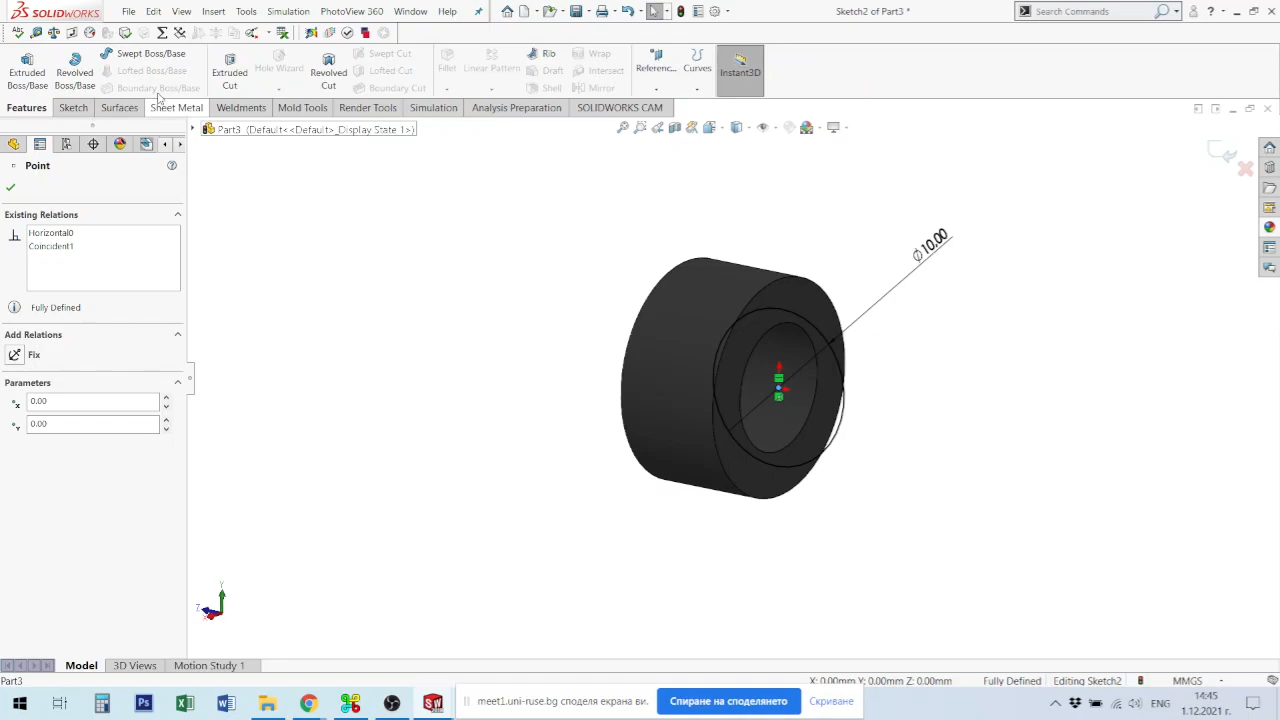 SOLIDWORKS
File Edit View Insert Tools Simulation PhotoView 360 Window Help
Sketch2 of Part3 *
Search Commands
Extruded Boss/Base
Revolved Boss/Base
Swept Boss/Base
Lofted Boss/Base
Boundary Boss/Base
Extruded Cut
Hole Wizard
Revolved Cut
Swept Cut
Lofted Cut
Boundary Cut
Fillet
Linear Pattern
Rib
Draft
Shell
Wrap
Intersect
Mirror
Referenc...
Curves
Instant3D
Features Sketch Surfaces Sheet Metal Weldments Mold Tools Render Tools Simulation Analysis Preparation SOLIDWORKS CAM
Part3 (Default<<Default>_Display State 1>)
Point
Existing Relations
Horizontal0
Coincident1
Fully Defined
Add Relations
Fix
Parameters
0.00
0.00
∅10.00
Y
Z
X
Model 3D Views Motion Study 1
Part3
X: 0.00mm Y: 0.00mm Z: 0.00mm Fully Defined Editing Sketch2 MMGS
meet1.uni-ruse.bg споделя екрана ви.
Спиране на споделянето
Скриване
ЕНГ
14:45
1.12.2021 г.